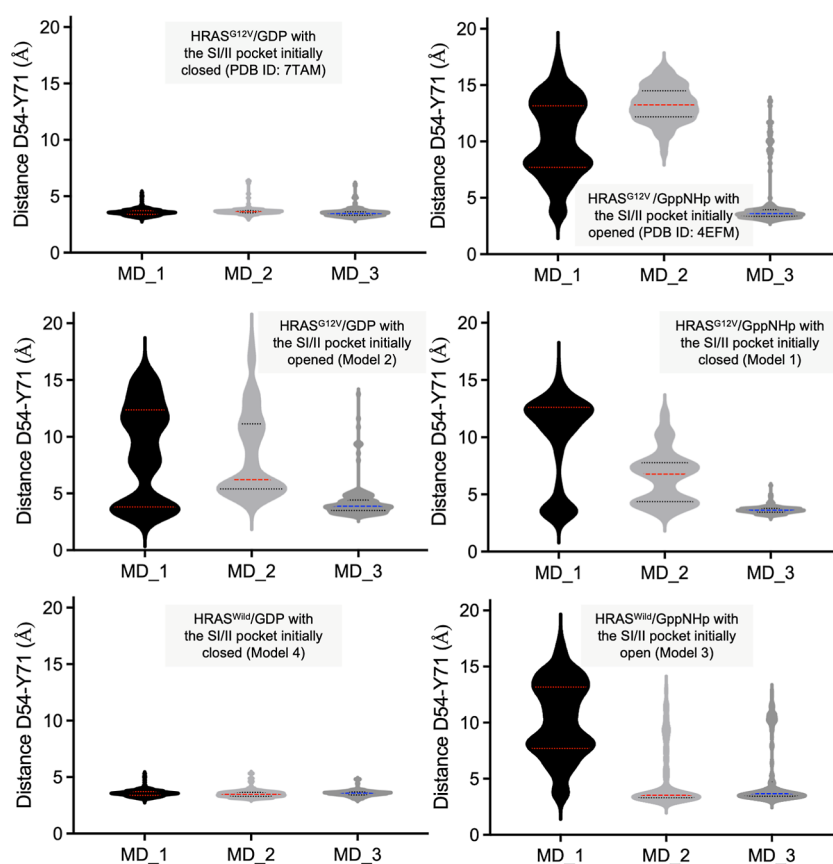 20
15
10
5
0
Distance D54-Y71 (Å)
HRASG12V/GDP with
the SI/II pocket initially
closed (PDB ID: 7TAM)
MD_1 MD_2 MD_3
20
15
10
5
0
Distance D54-Y71 (Å)
HRASG12V/GppNHp with
the SI/II pocket initially
opened (PDB ID: 4EFM)
MD_1 MD_2 MD_3
20
15
10
5
0
Distance D54-Y71 (Å)
HRASG12V/GDP with
the SI/II pocket initially
opened (Model 2)
MD_1 MD_2 MD_3
20
15
10
5
0
Distance D54-Y71 (Å)
HRASG12V/GppNHp with
the SI/II pocket initially
closed (Model 1)
MD_1 MD_2 MD_3
20
15
10
5
0
Distance D54-Y71 (Å)
HRASWild/GDP with
the SI/II pocket initially
closed (Model 4)
MD_1 MD_2 MD_3
20
15
10
5
0
Distance D54-Y71 (Å)
HRASWild/GppNHp with
the SI/II pocket initially
open (Model 3)
MD_1 MD_2 MD_3